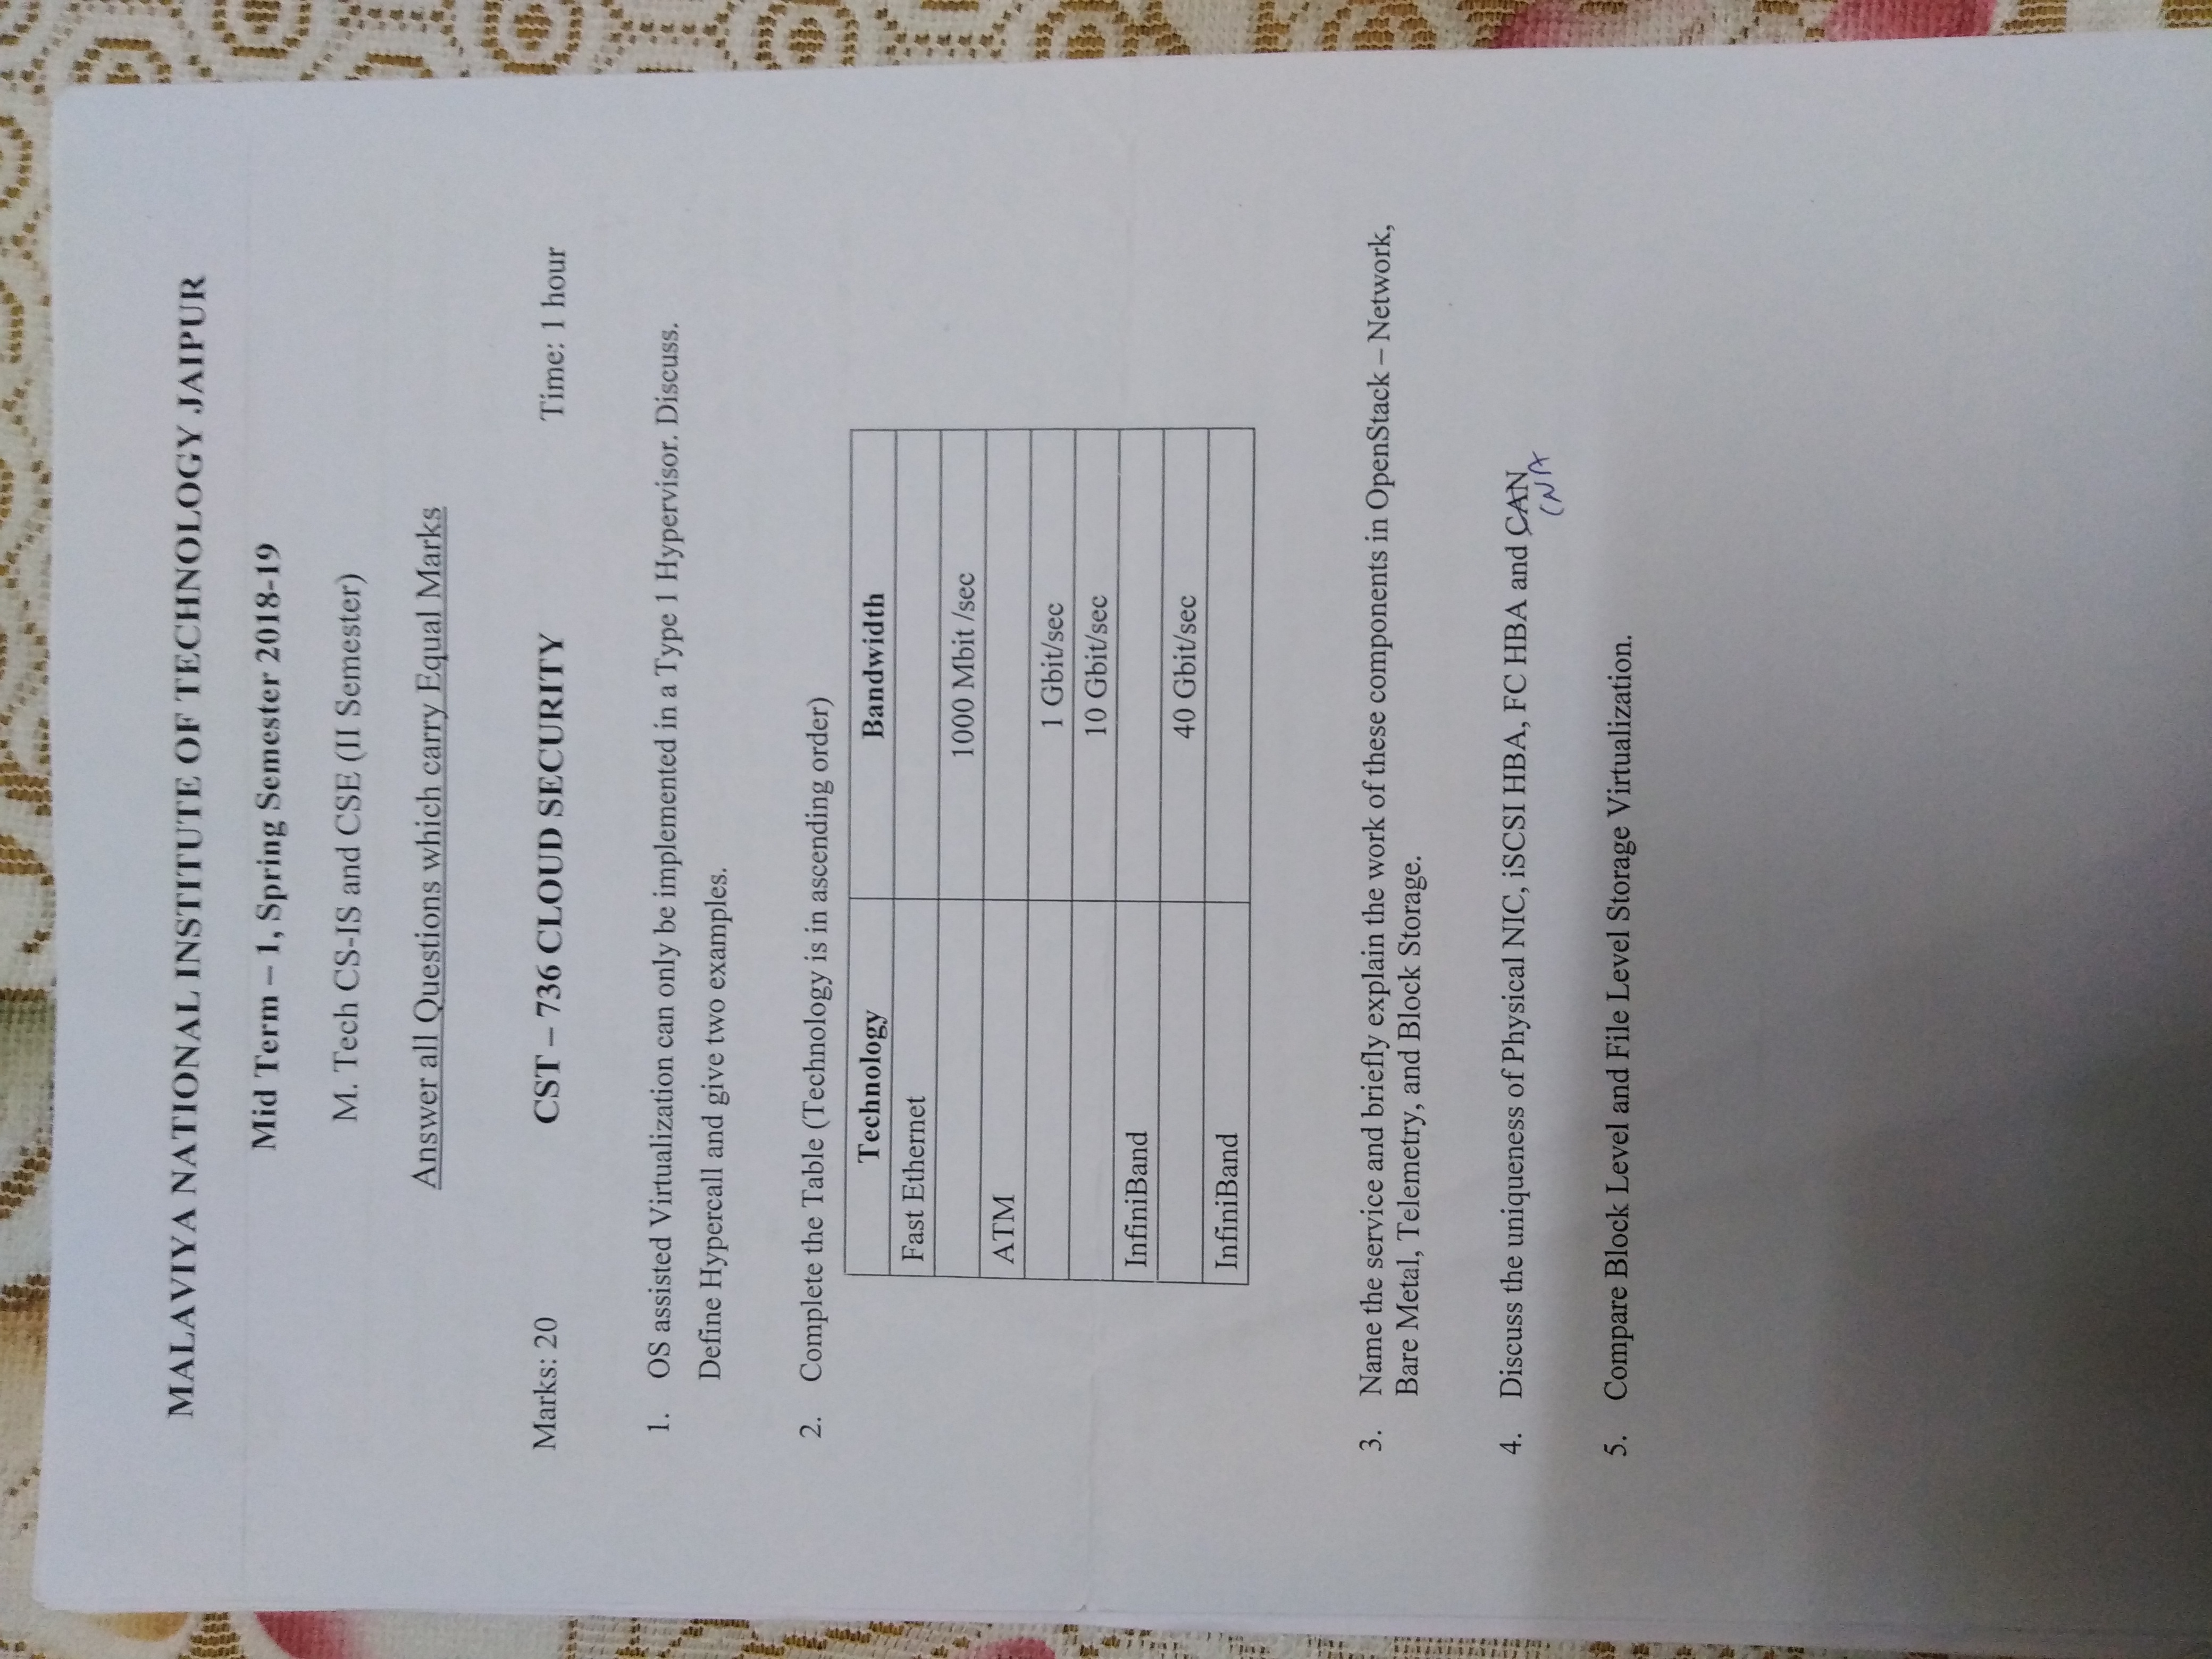 MALAVIYA NATIONAL INSTITUTE OF TECHNOLOGY JAIPUR
Mid Term – 1, Spring Semester 2018-19
M. Tech CS-IS and CSE (II Semester)
Answer all Questions which carry Equal Marks
Marks: 20 CST – 736 CLOUD SECURITY Time: 1 hour
1. OS assisted Virtualization can only be implemented in a Type 1 Hypervisor. Discuss.
Define Hypercall and give two examples.
2. Complete the Table (Technology is in ascending order)
Technology Bandwidth
Fast Ethernet
1000 Mbit /sec
ATM
1 Gbit/sec
10 Gbit/sec
InfiniBand
40 Gbit/sec
InfiniBand
3. Name the service and briefly explain the work of these components in OpenStack – Network,
Bare Metal, Telemetry, and Block Storage.
4. Discuss the uniqueness of Physical NIC, iSCSI HBA, FC HBA and CAN
CNA
5. Compare Block Level and File Level Storage Virtualization.